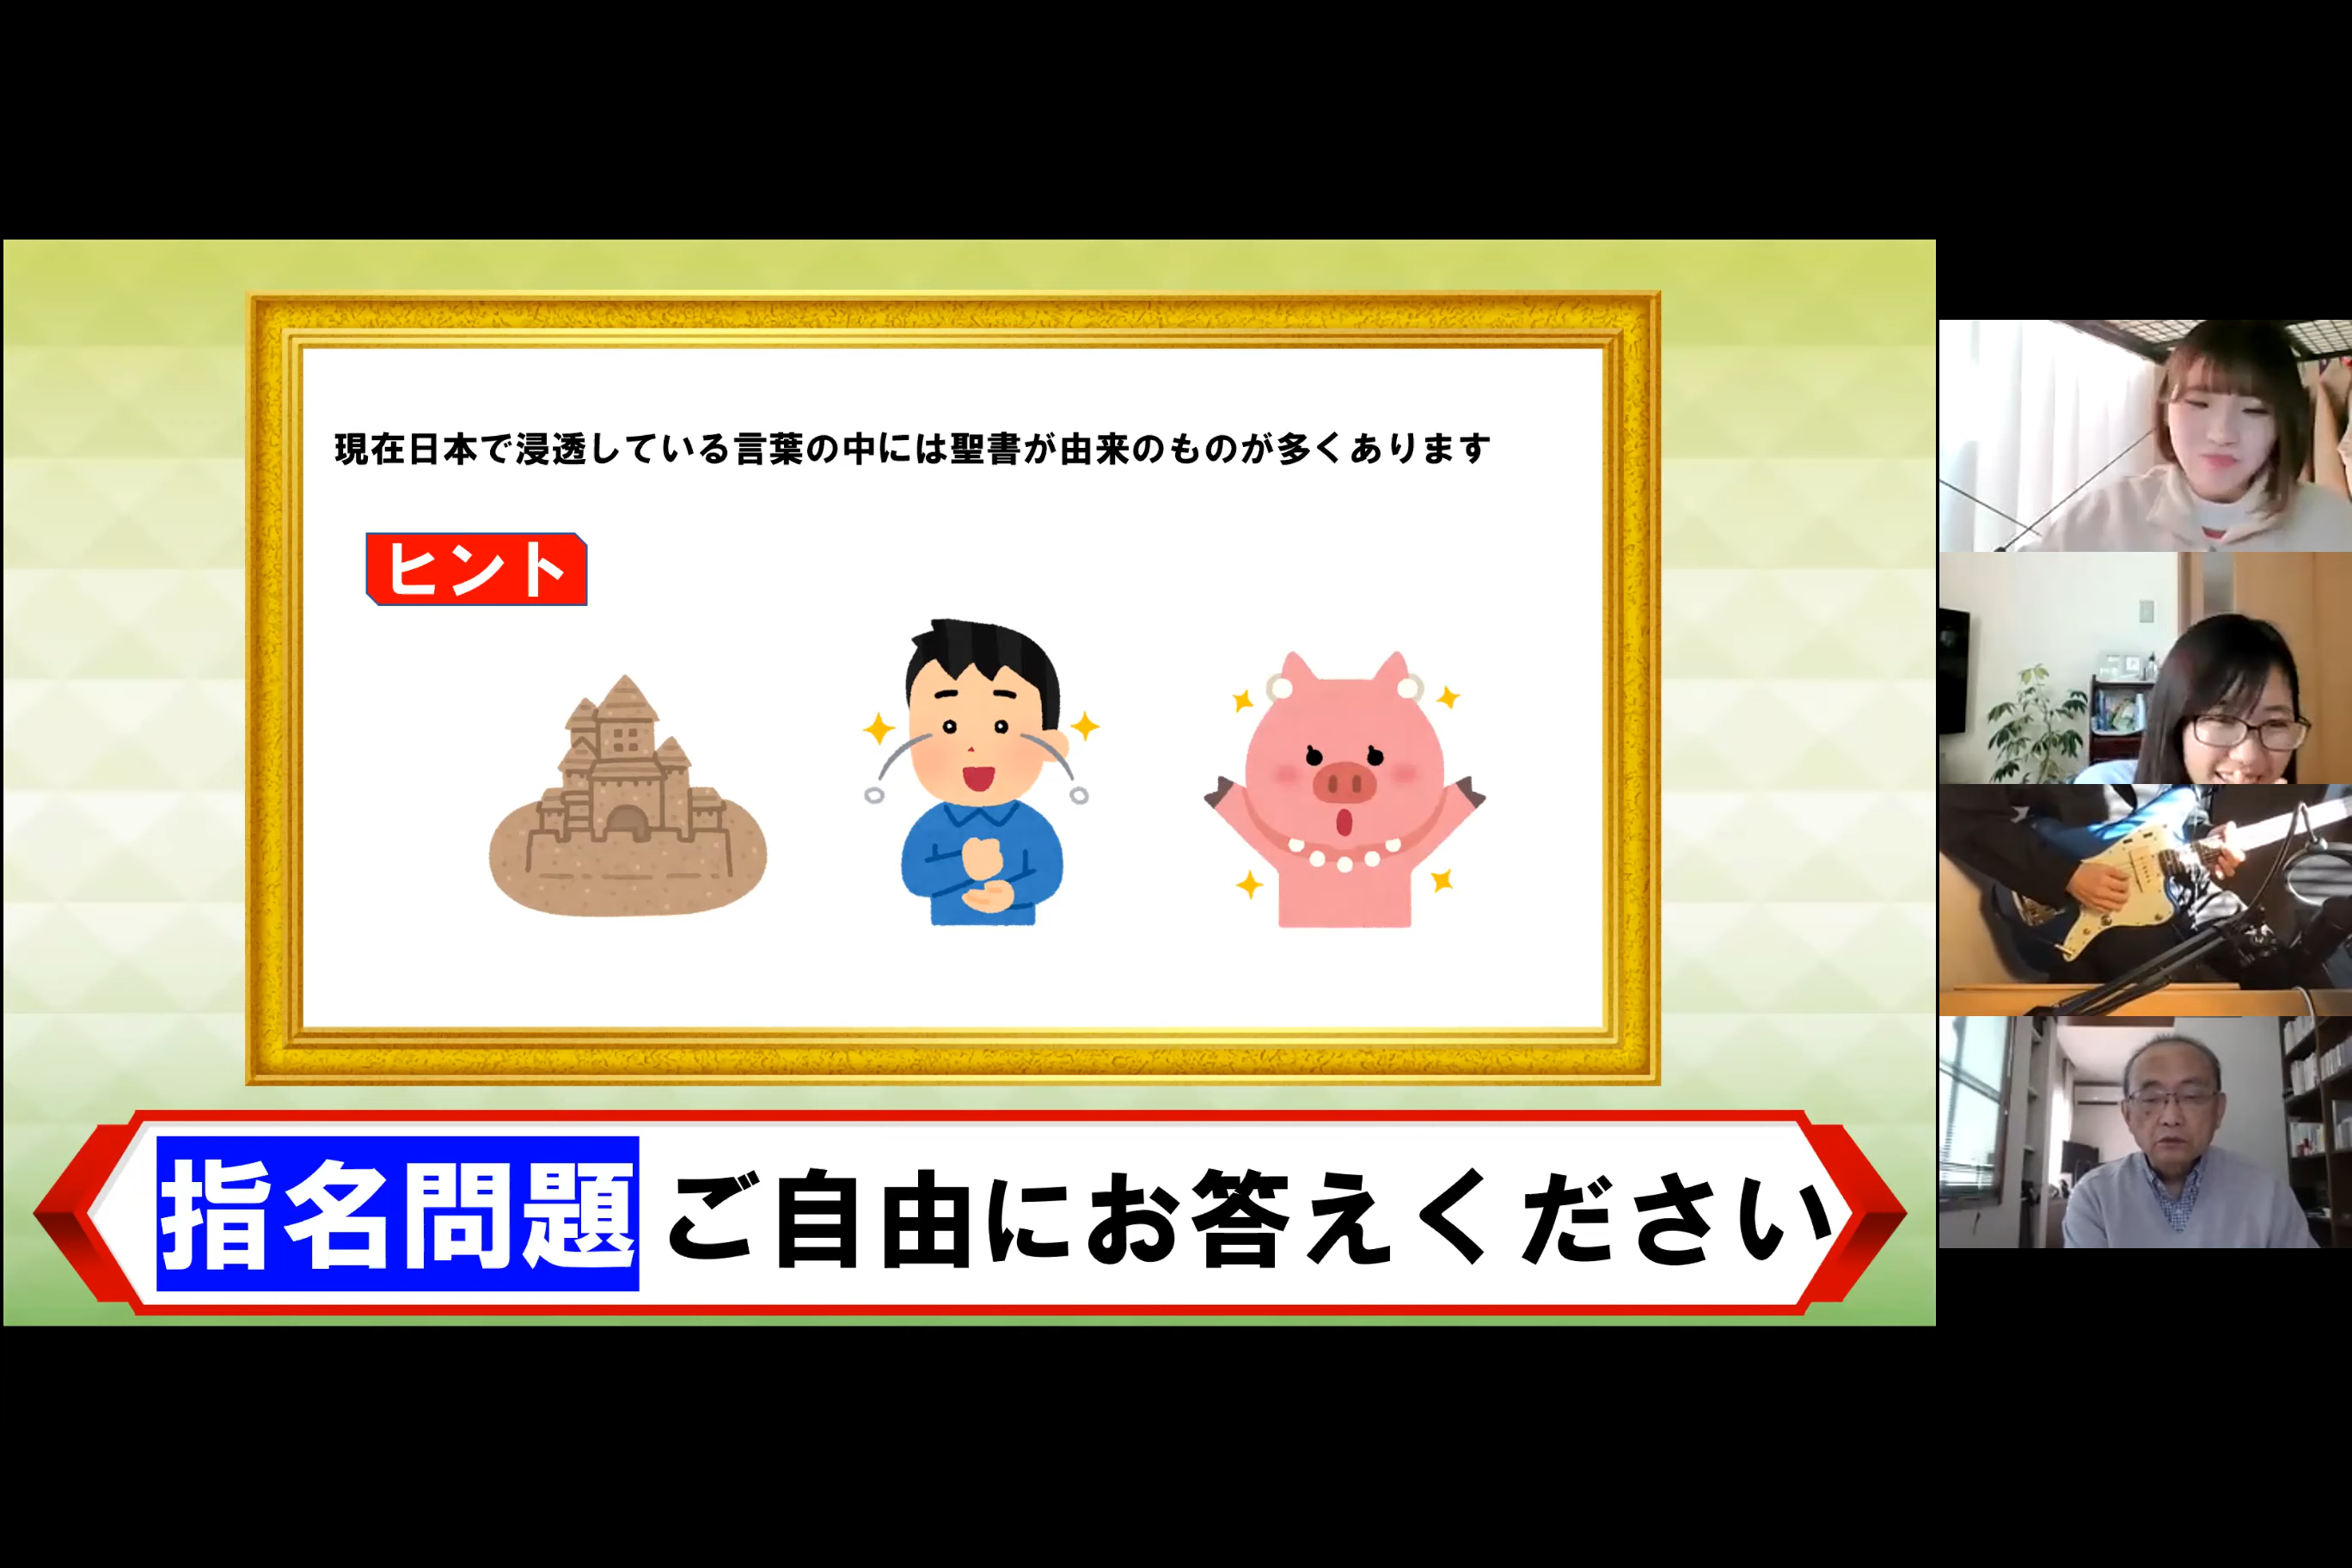 現在日本で浸透している言葉の中には聖書が由来のものが多くあります
ヒント
指名問題 ご自由にお答えください